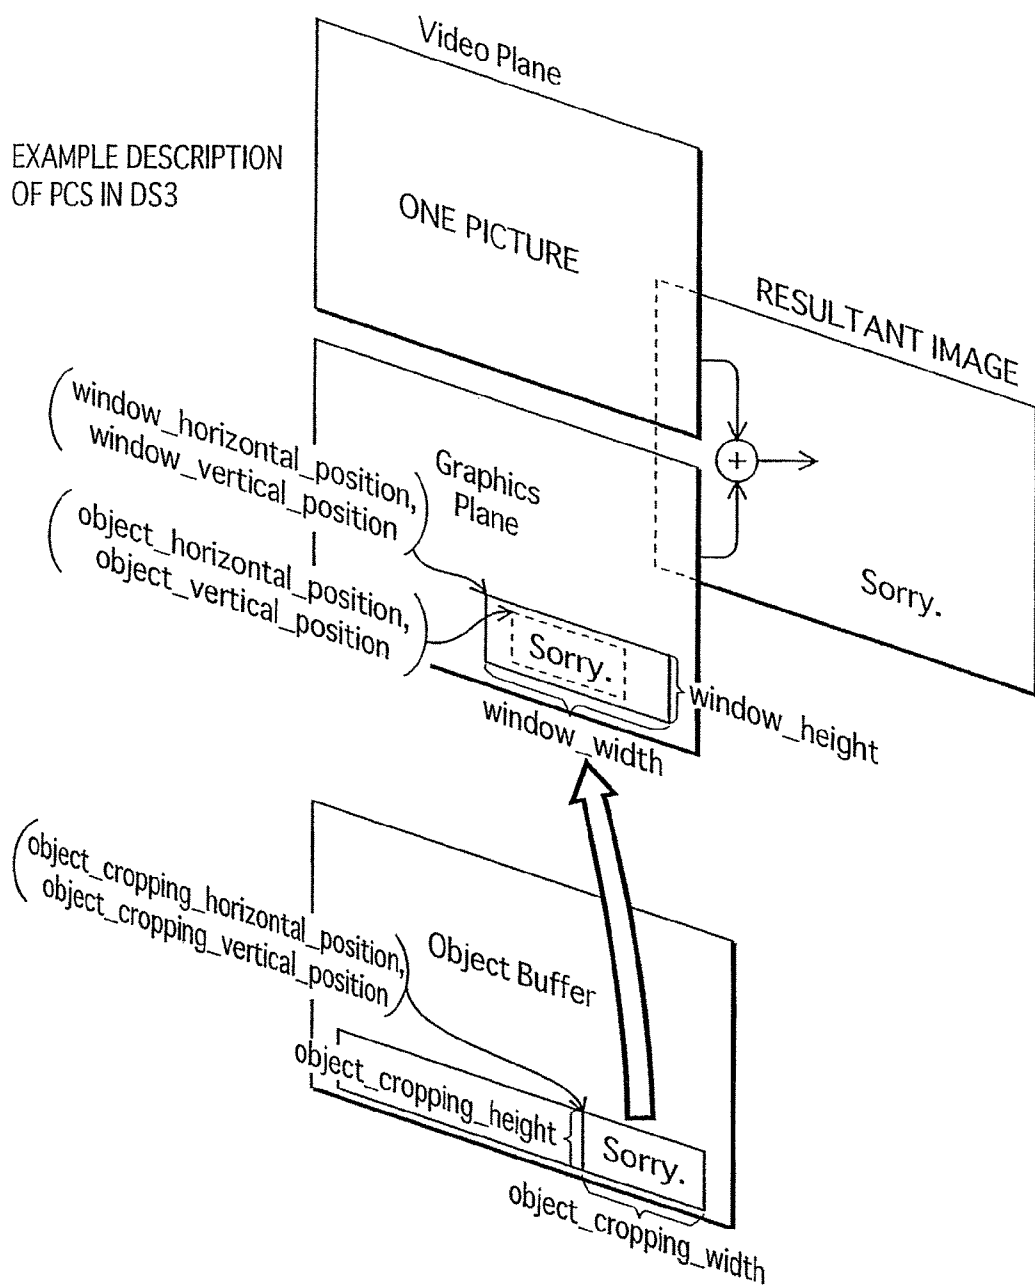 Video Plane
EXAMPLE DESCRIPTION
OF PCS IN DS3
ONE PICTURE
RESULTANT IMAGE
window_horizontal_position,
window_vertical_position
Graphics
Plane
object_horizontal_position,
object_vertical_position
Sorry.
Sorry.
window_height
window_width
object_cropping_horizontal_position,
object_cropping_vertical_position
Object Buffer
object_cropping_height
Sorry.
object_cropping_width